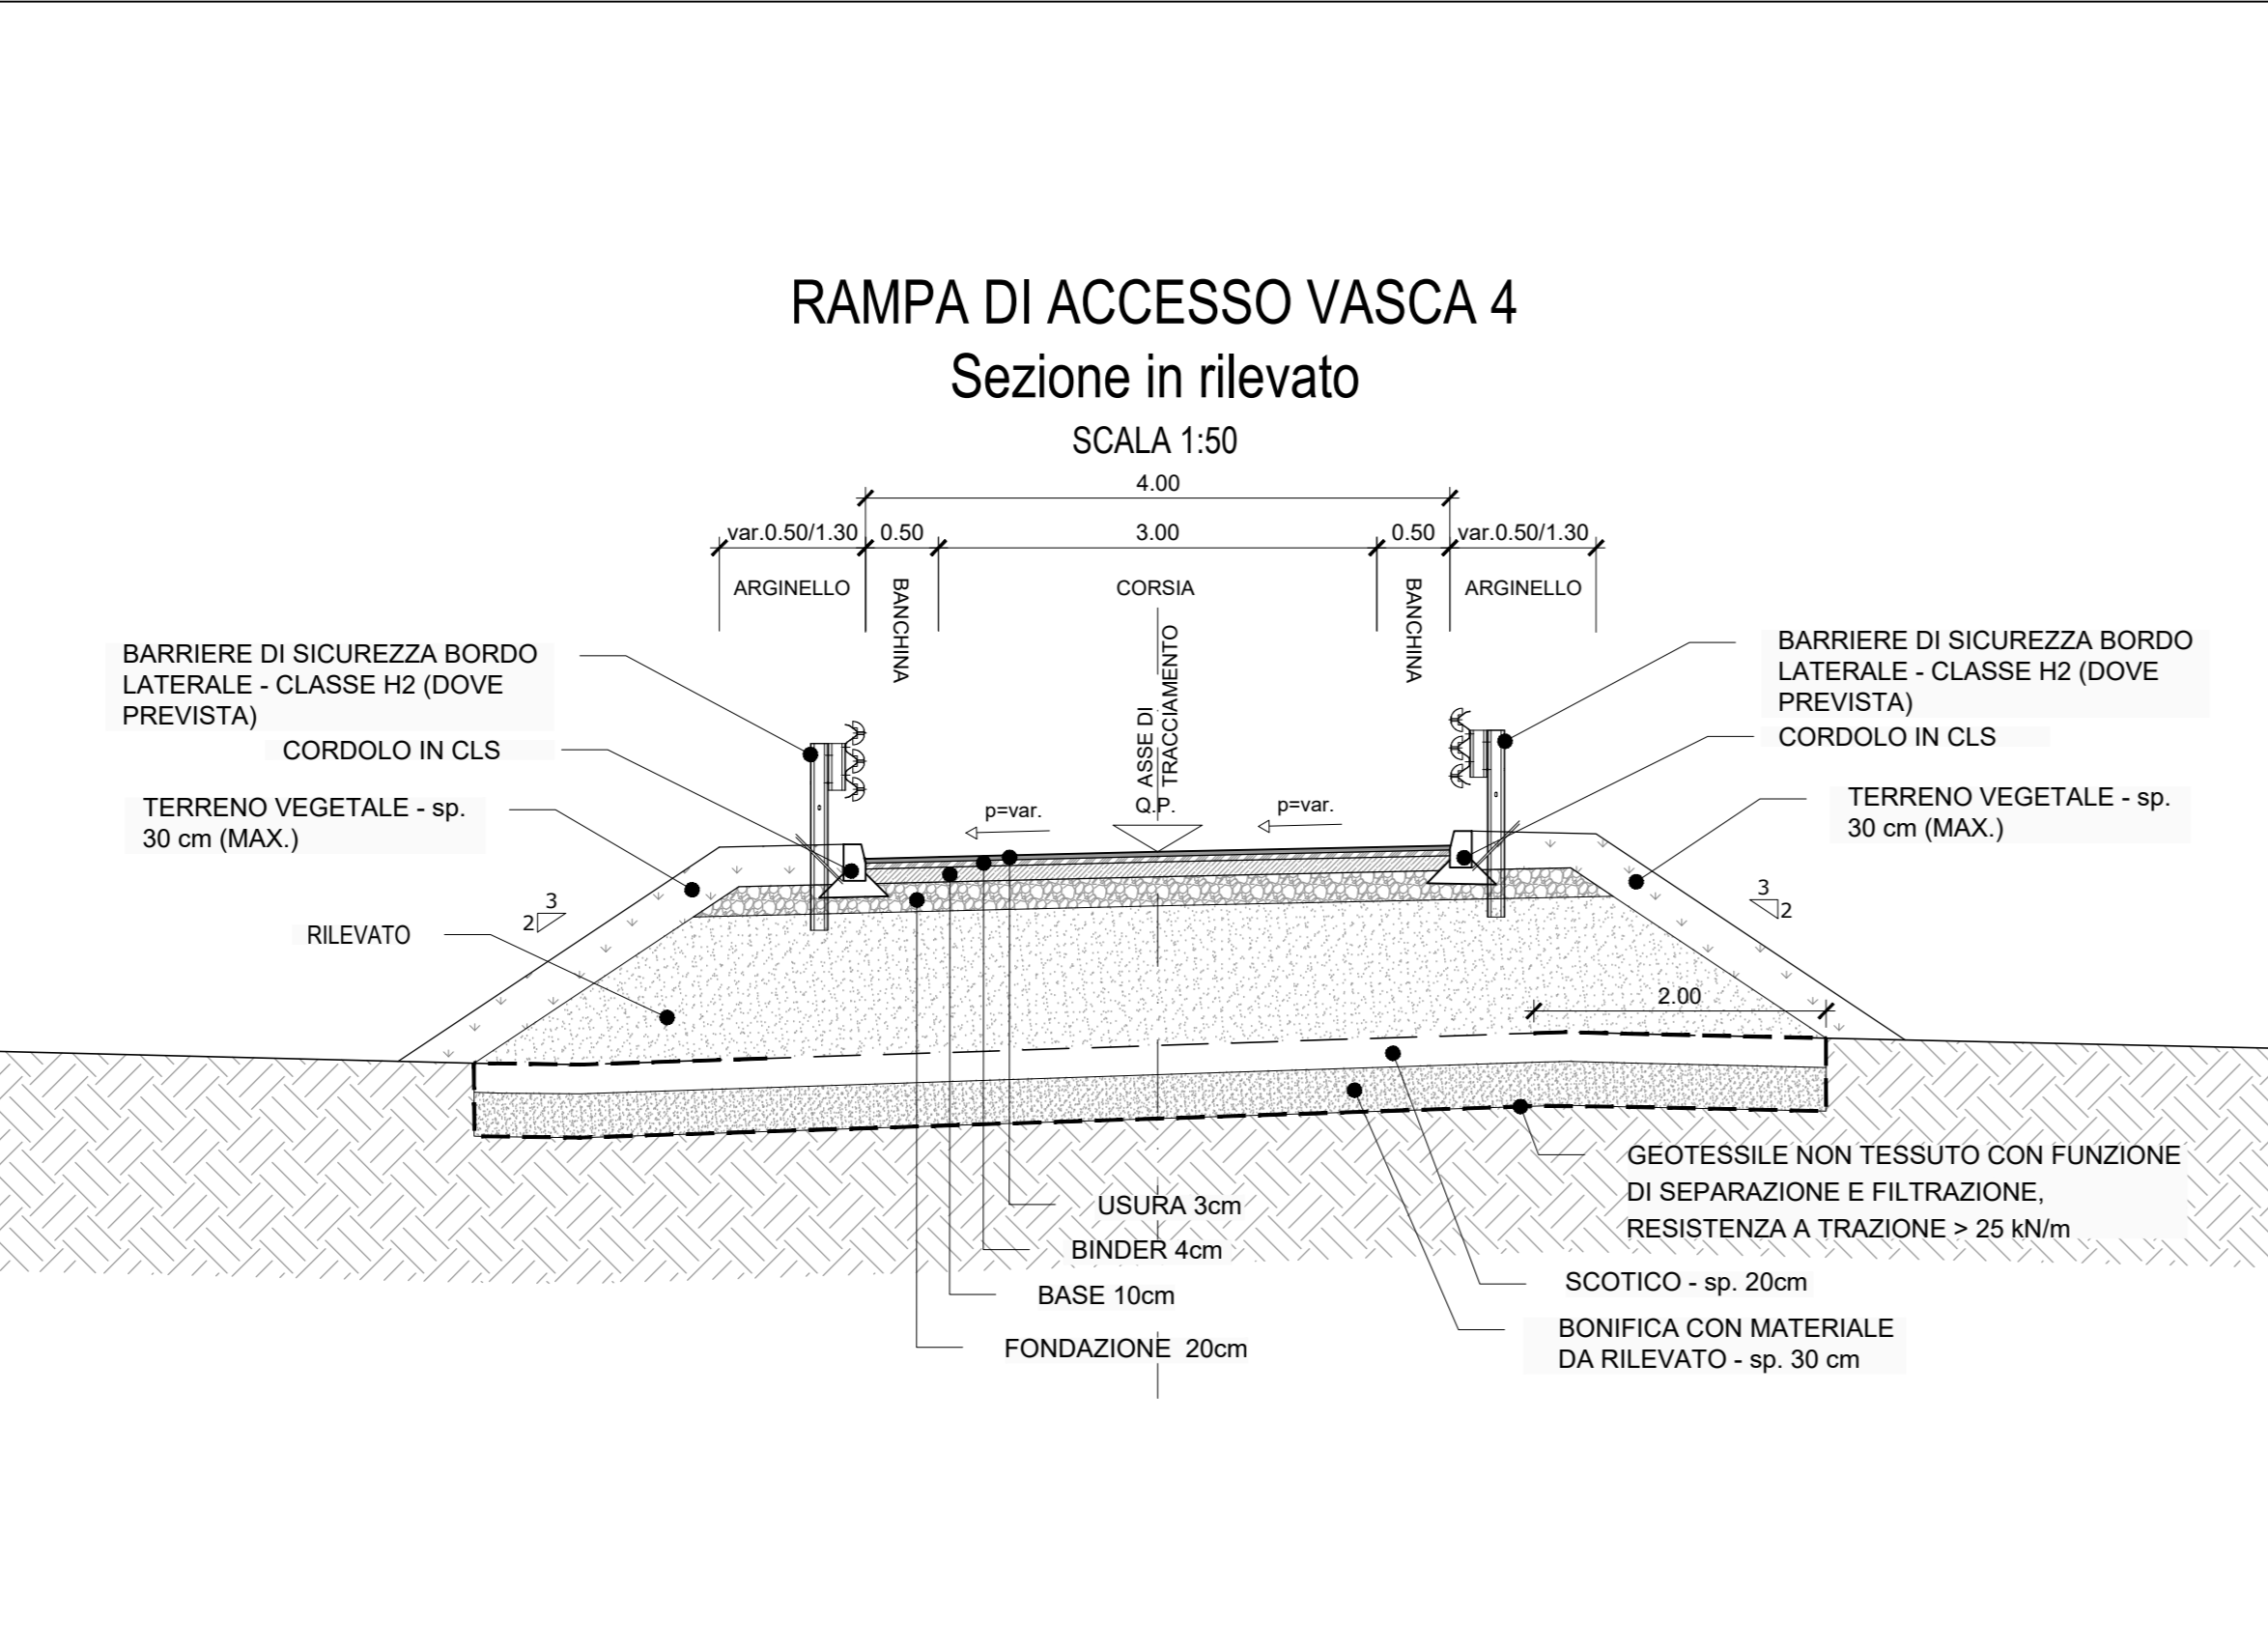 RAMPA DI ACCESSO VASCA 4
Sezione in rilevato
SCALA 1:50
4.00
var.0.50/1.30
0.50
3.00
0.50
var.0.50/1.30
ARGINELLO
BANCHINA
CORSIA
BANCHINA
ARGINELLO
ASSE DI
TRACCIAMENTO
Q.P.
p=var.
p=var.
BARRIERE DI SICUREZZA BORDO
LATERALE - CLASSE H2 (DOVE
PREVISTA)
CORDOLO IN CLS
TERRENO VEGETALE - sp.
30 cm (MAX.)
3
2
RILEVATO
BARRIERE DI SICUREZZA BORDO
LATERALE - CLASSE H2 (DOVE
PREVISTA)
CORDOLO IN CLS
TERRENO VEGETALE - sp.
30 cm (MAX.)
3
2
2.00
USURA 3cm
BINDER 4cm
BASE 10cm
FONDAZIONE  20cm
GEOTESSILE NON TESSUTO CON FUNZIONE
DI SEPARAZIONE E FILTRAZIONE,
RESISTENZA A TRAZIONE > 25 kN/m
SCOTICO - sp. 20cm
BONIFICA CON MATERIALE
DA RILEVATO - sp. 30 cm